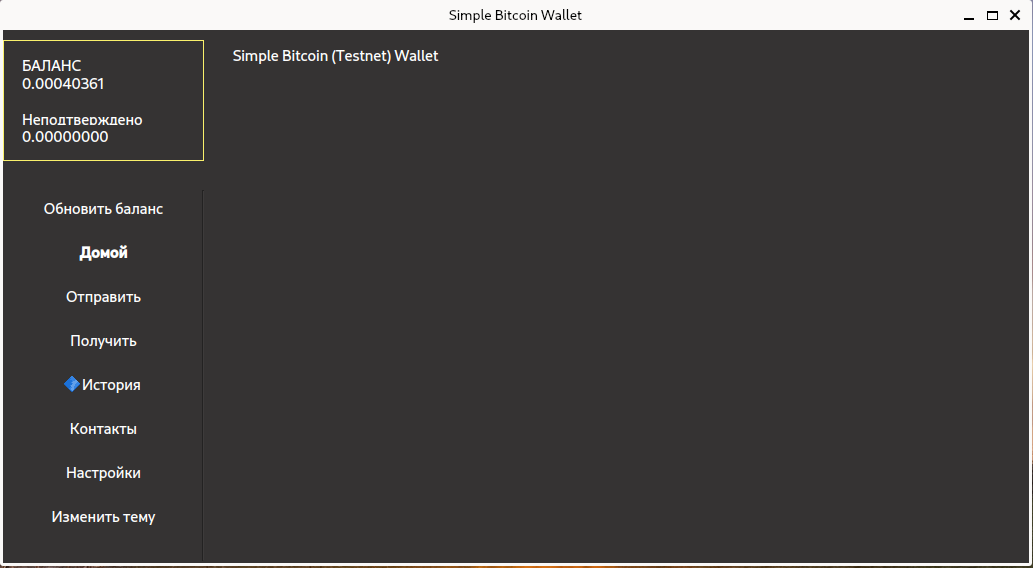 Simple Bitcoin Wallet
БАЛАНС
0.00040361
Неподтверждено
0.00000000
Simple Bitcoin (Testnet) Wallet
Обновить баланс
Домой
Отправить
Получить
История
Контакты
Настройки
Изменить тему